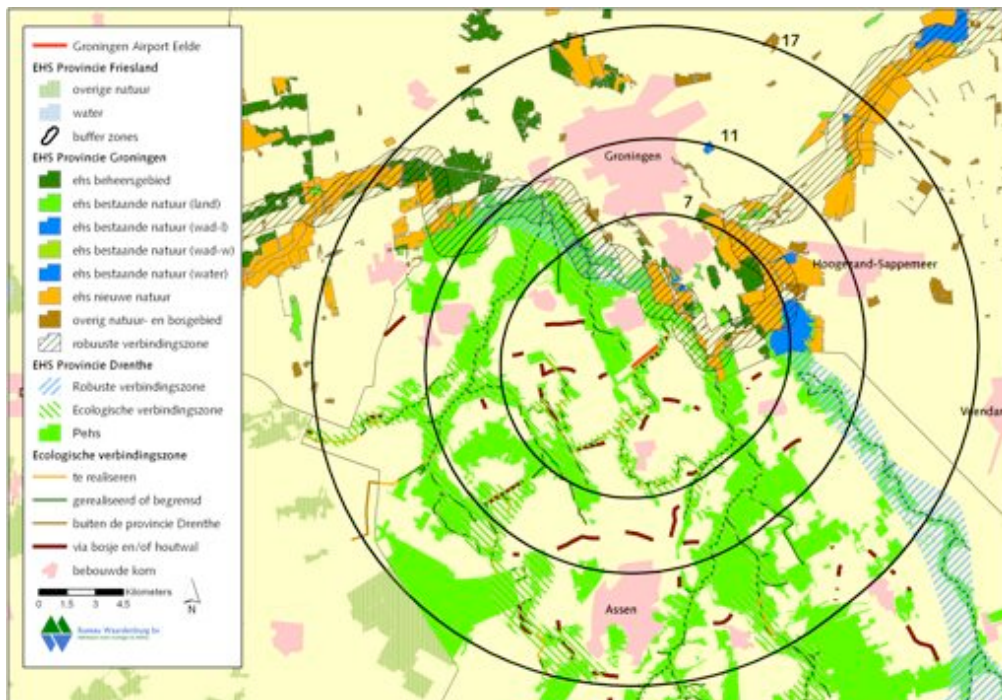 Groningen Airport Eelde
EHS Provincie Friesland
overige natuur
water
buffer zones
EHS Provincie Groningen
ehs beheersgebied
ehs bestaande natuur (land)
ehs bestaande natuur (wad-l)
ehs bestaande natuur (wad-w)
ehs bestaande natuur (water)
ehs nieuwe natuur
overig natuur- en bosgebied
robuuste verbindingszone
EHS Provincie Drenthe
Robuste verbindingszone
Ecologische verbindingszone
Pehs
Ecologische verbindingszone
te realiseren
gerealiseerd of begrensd
buiten de provincie Drenthe
via bosje en/of houtwal
bebouwde kom
Kilometers
0 1.5 3 4.5
N
Bureau Waardenburg bv
17
11
Groningen
7
Hoogezand-Sappemeer
Veendam
Assen